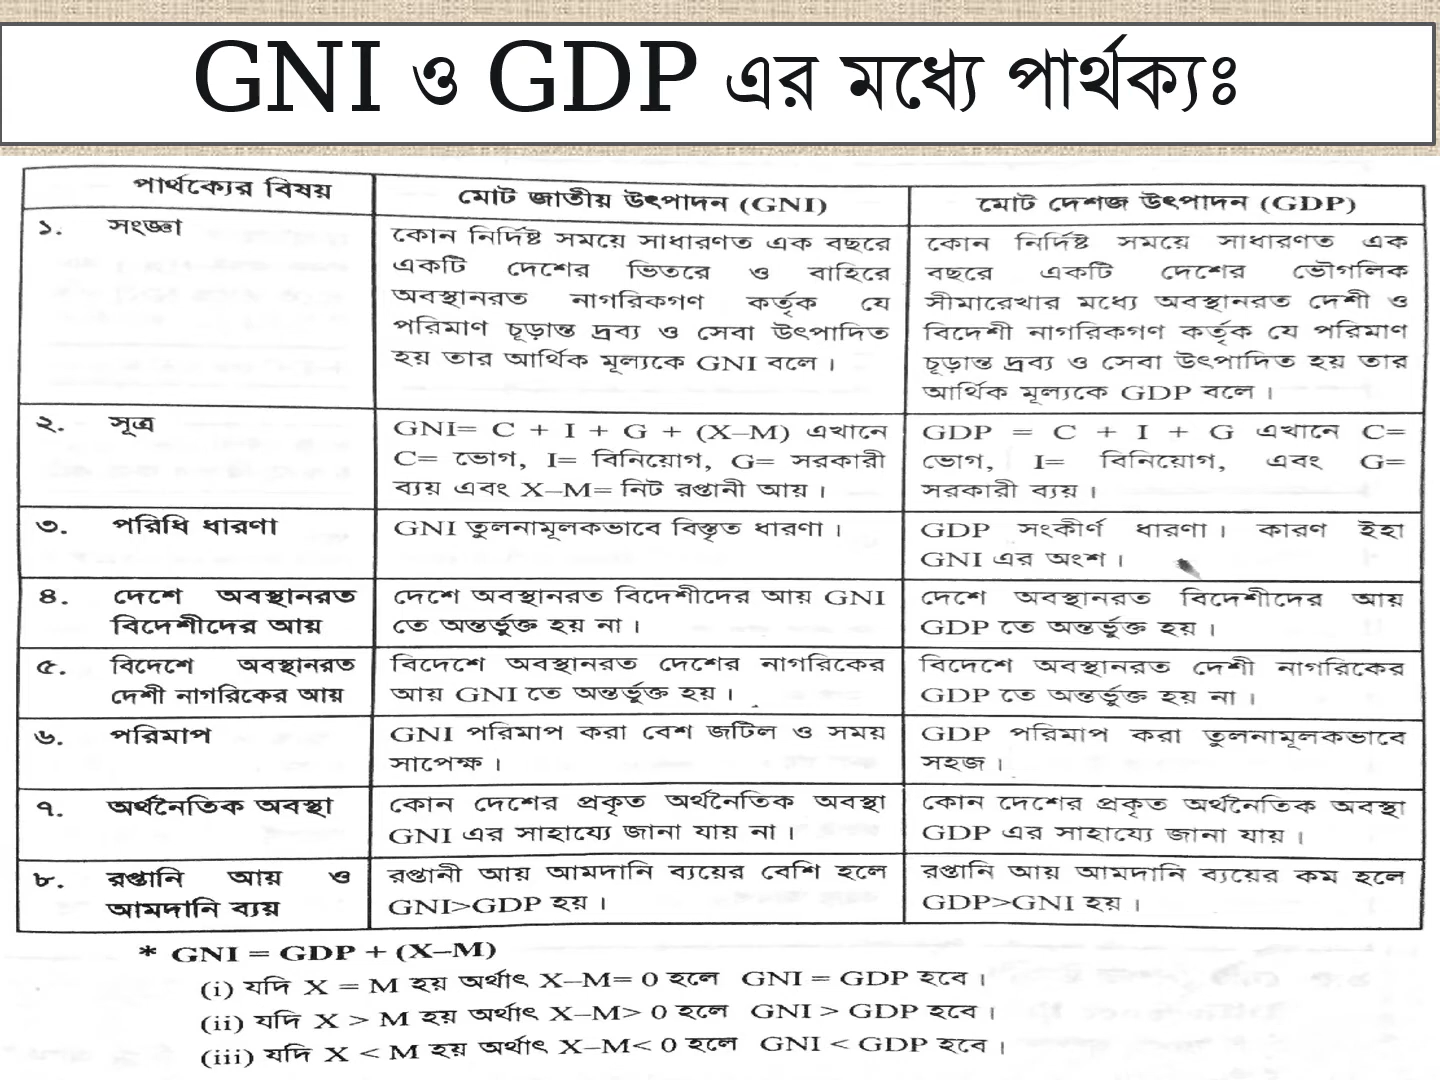 GNI ও GDP এর মধ্যে পার্থক্যঃ
পার্থক্যের বিষয়
মোট জাতীয় উৎপাদন (GNI)
মোট দেশজ উৎপাদন (GDP)
১. সংজ্ঞা
কোন নির্দিষ্ট সময়ে সাধারণত এক বছরে
একটি দেশের ভিতরে ও বাহিরে
অবস্থানরত নাগরিকগণ কর্তৃক যে
পরিমাণ চূড়ান্ত দ্রব্য ও সেবা উৎপাদিত
হয় তার আর্থিক মূল্যকে GNI বলে।
কোন নির্দিষ্ট সময়ে সাধারণত এক
বছরে একটি দেশের ভৌগলিক
সীমারেখার মধ্যে অবস্থানরত দেশী ও
বিদেশী নাগরিকগণ কর্তৃক যে পরিমাণ
চূড়ান্ত দ্রব্য ও সেবা উৎপাদিত হয় তার
আর্থিক মূল্যকে GDP বলে।
২. সূত্র
GNI= C + I + G + (X–M) এখানে
C= ভোগ, I= বিনিয়োগ, G= সরকারী
ব্যয় এবং X–M= নিট রপ্তানী আয়।
GDP = C + I + G এখানে C=
ভোগ, I= বিনিয়োগ, এবং G=
সরকারী ব্যয়।
৩. পরিধি ধারণা
GNI তুলনামূলকভাবে বিস্তৃত ধারণা।
GDP সংকীর্ণ ধারণা। কারণ ইহা
GNI এর অংশ।
৪. দেশে অবস্থানরত
বিদেশীদের আয়
দেশে অবস্থানরত বিদেশীদের আয় GNI
তে অন্তর্ভুক্ত হয় না।
দেশে অবস্থানরত বিদেশীদের আয়
GDP তে অন্তর্ভুক্ত হয়।
৫. বিদেশে অবস্থানরত
দেশী নাগরিকের আয়
বিদেশে অবস্থানরত দেশের নাগরিকের
আয় GNI তে অন্তর্ভুক্ত হয়।
বিদেশে অবস্থানরত দেশী নাগরিকের
GDP তে অন্তর্ভুক্ত হয় না।
৬. পরিমাপ
GNI পরিমাপ করা বেশ জটিল ও সময়
সাপেক্ষ।
GDP পরিমাপ করা তুলনামূলকভাবে
সহজ।
৭. অর্থনৈতিক অবস্থা
কোন দেশের প্রকৃত অর্থনৈতিক অবস্থা
GNI এর সাহায্যে জানা যায় না।
কোন দেশের প্রকৃত অর্থনৈতিক অবস্থা
GDP এর সাহায্যে জানা যায়।
৮. রপ্তানি আয় ও
আমদানি ব্যয়
রপ্তানী আয় আমদানি ব্যয়ের বেশি হলে
GNI>GDP হয়।
রপ্তানি আয় আমদানি ব্যয়ের কম হলে
GDP>GNI হয়।
* GNI = GDP + (X–M)
(i) যদি X = M হয় অর্থাৎ X–M= 0 হলে GNI = GDP হবে।
(ii) যদি X > M হয় অর্থাৎ X–M> 0 হলে GNI > GDP হবে।
(iii) যদি X < M হয় অর্থাৎ X–M< 0 হলে GNI < GDP হবে।